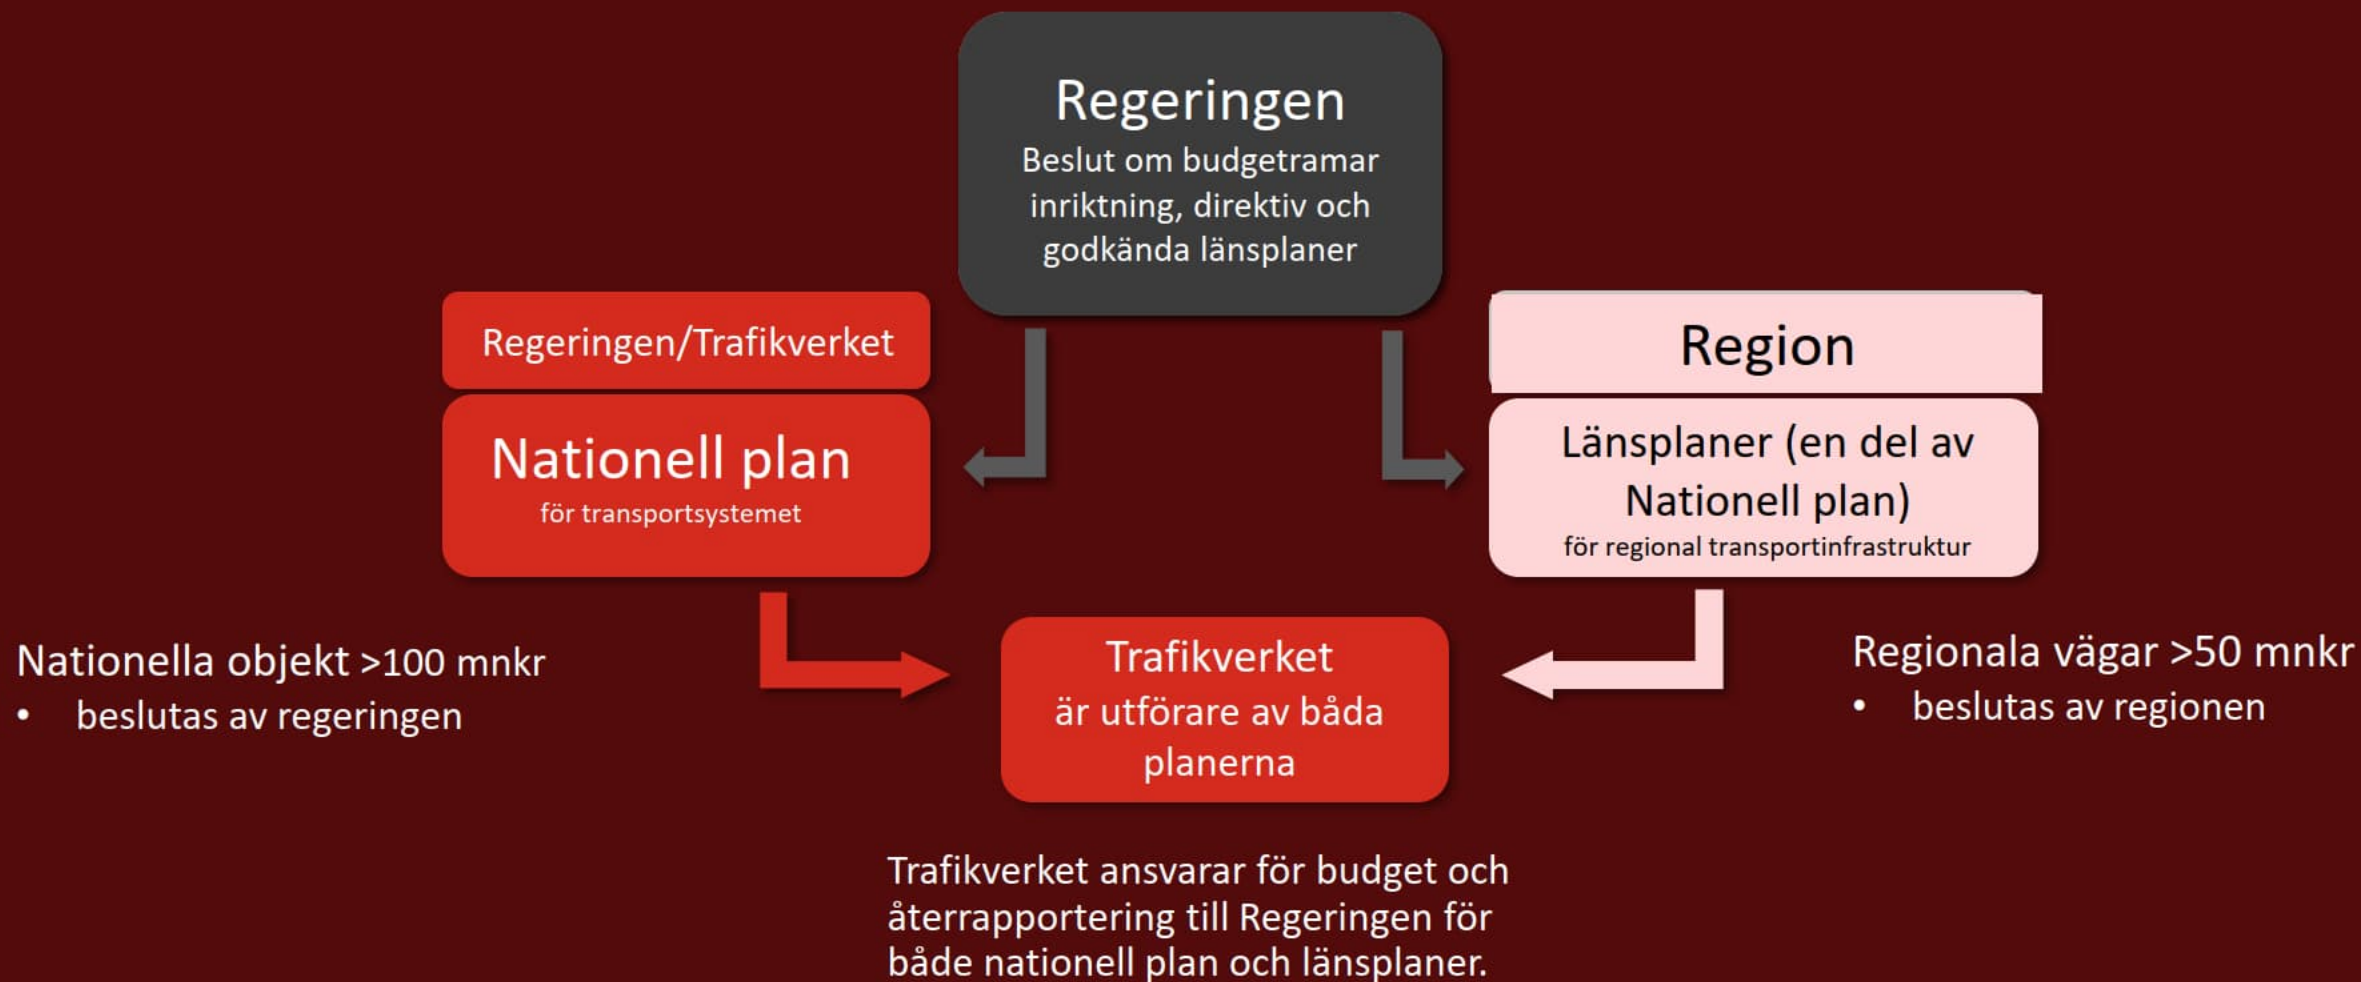 Regeringen
Beslut om budgetramar
inriktning, direktiv och
godkända länsplaner
Regeringen/Trafikverket
Nationell plan
för transportsystemet
Region
Länsplaner (en del av
Nationell plan)
för regional transportinfrastruktur
Nationella objekt >100 mnkr
• beslutas av regeringen
Trafikverket
är utförare av båda
planerna
Regionala vägar >50 mnkr
• beslutas av regionen
Trafikverket ansvarar för budget och
återrapportering till Regeringen för
både nationell plan och länsplaner.